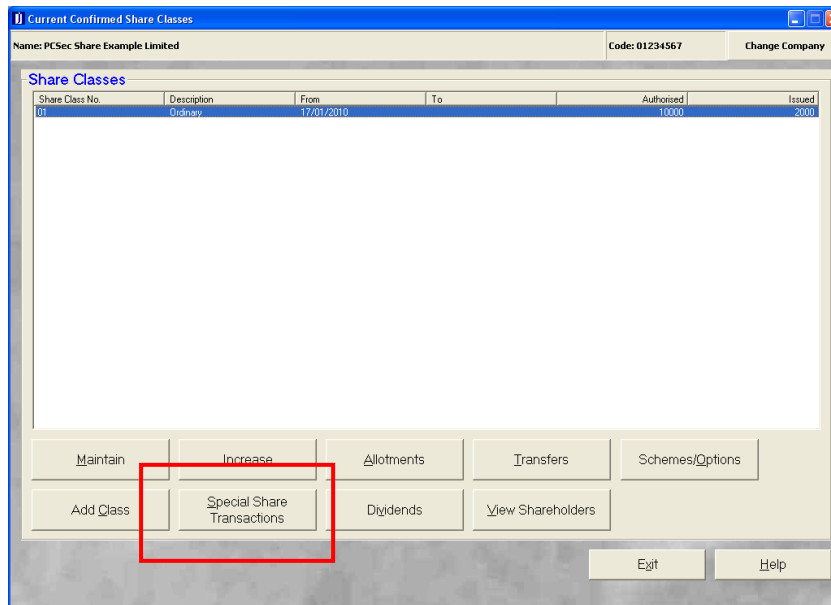 Current Confirmed Share Classes
Name: PCSec Share Example Limited Code: 01234567 Change Company
Share Classes
Share Class No. Description From To Authorised Issued
01 Ordinary 17/01/2010 10000 2000
Maintain Increase Allotments Transfers Schemes/Options
Add Class Special Share Transactions Dividends View Shareholders
Exit Help